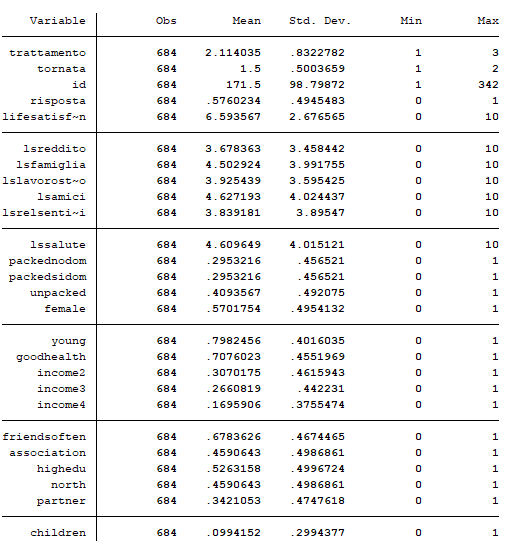 Variable Obs Mean Std. Dev. Min Max
trattamento 684 2.114035 .8322782 1 3
tornata 684 1.5 .5003659 1 2
id 684 171.5 98.79872 1 342
risposta 684 .5760234 .4945483 0 1
lifesatisf~n 684 6.593567 2.676565 0 10
lsreddito 684 3.678363 3.458442 0 10
lsfamiglia 684 4.502924 3.991755 0 10
lslavorost~o 684 3.925439 3.595425 0 10
lsamici 684 4.627193 4.024437 0 10
lsrelsenti~i 684 3.839181 3.89547 0 10
lssalute 684 4.609649 4.015121 0 10
packednodom 684 .2953216 .456521 0 1
packedsidom 684 .2953216 .456521 0 1
unpacked 684 .4093567 .492075 0 1
female 684 .5701754 .4954132 0 1
young 684 .7982456 .4016035 0 1
goodhealth 684 .7076023 .4551969 0 1
income2 684 .3070175 .4615943 0 1
income3 684 .2660819 .442231 0 1
income4 684 .1695906 .3755474 0 1
friendsoften 684 .6783626 .4674465 0 1
association 684 .4590643 .4986861 0 1
highedu 684 .5263158 .4996724 0 1
north 684 .4590643 .4986861 0 1
partner 684 .3421053 .4747618 0 1
children 684 .0994152 .2994377 0 1